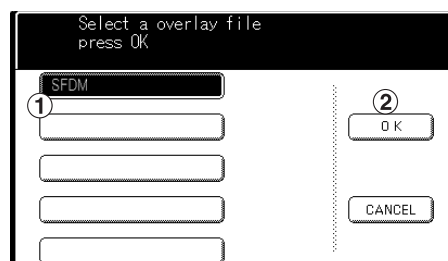 Select a overlay file
press OK
SFDM
1
2
OK
CANCEL